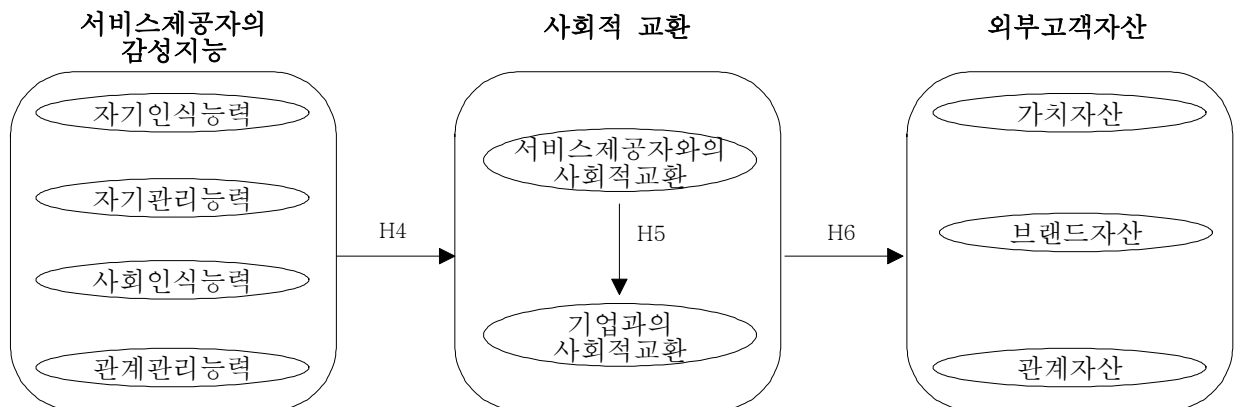 서비스제공자의
감성지능
사회적 교환
외부고객자산
자기인식능력
자기관리능력
사회인식능력
관계관리능력
H4
서비스제공자와의
사회적교환
H5
기업과의
사회적교환
H6
가치자산
브랜드자산
관계자산